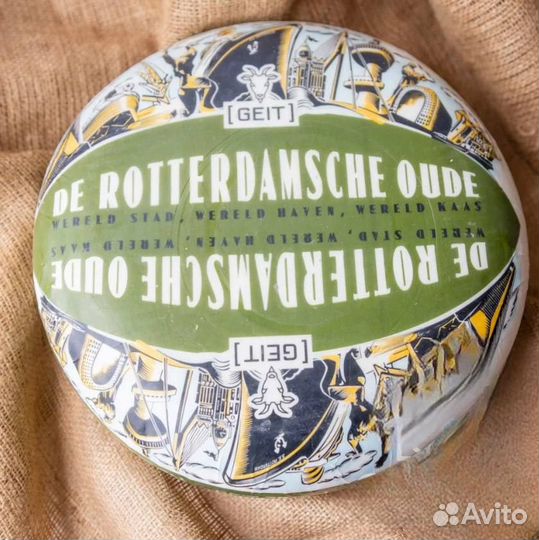 [GEIT]
DE ROTTERDAMSCHE OUDE
WERELD STAD, WERELD HAVEN, WERELD KAAS
WERELD STAD, WERELD HAVEN, WERELD KAAS
DE ROTTERDAMSCHE OUDE
[GEIT]
Avito